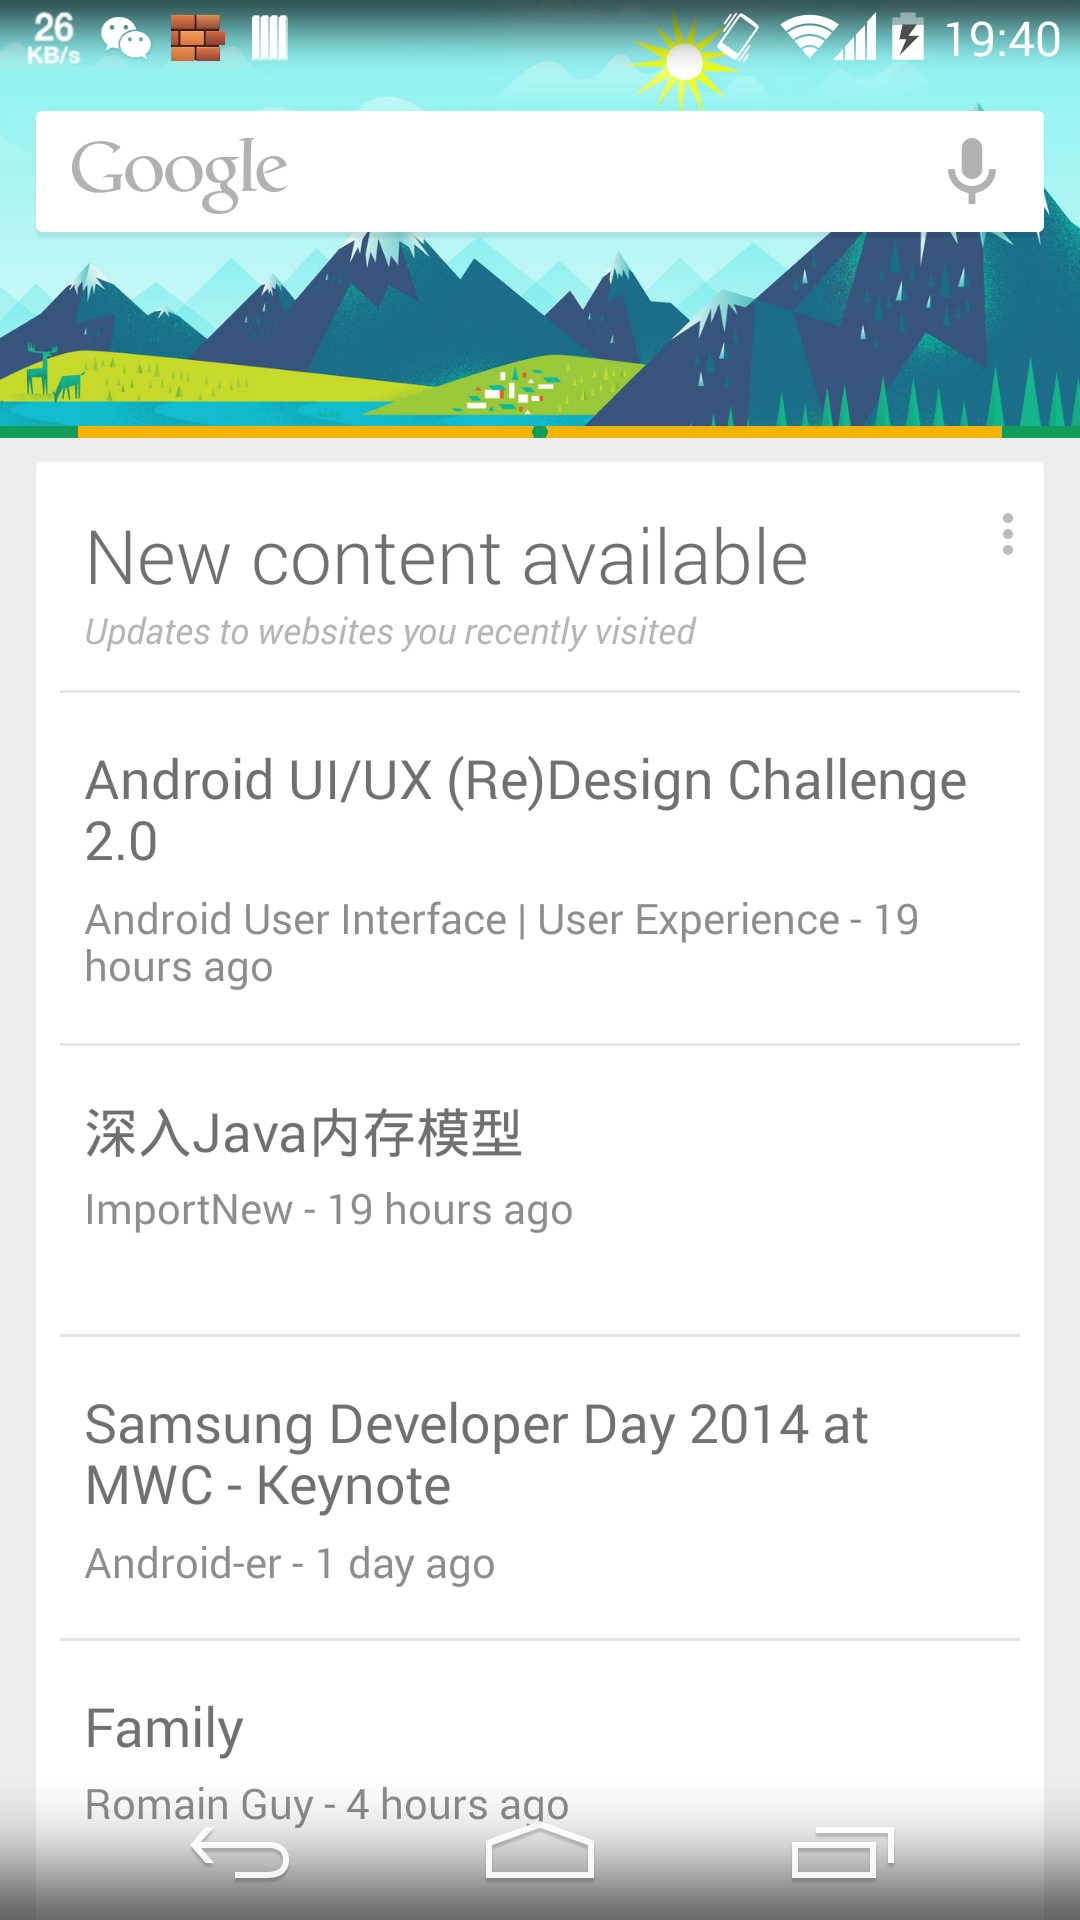 26
KB/s
19:40
Google
New content available
Updates to websites you recently visited
Android UI/UX (Re)Design Challenge
2.0
Android User Interface | User Experience - 19
hours ago
深入Java内存模型
ImportNew - 19 hours ago
Samsung Developer Day 2014 at
MWC - Keynote
Android-er - 1 day ago
Family
Romain Guy - 4 hours ago